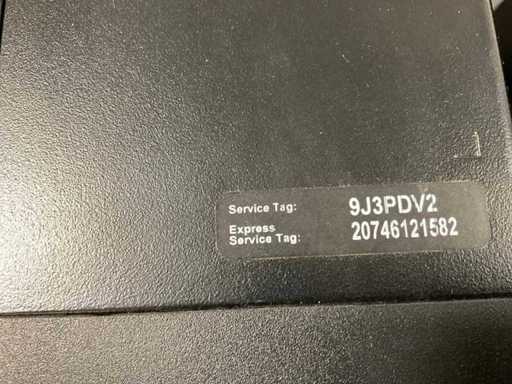 Service Tag: 9J3PDV2
Express
Service Tag: 20746121582